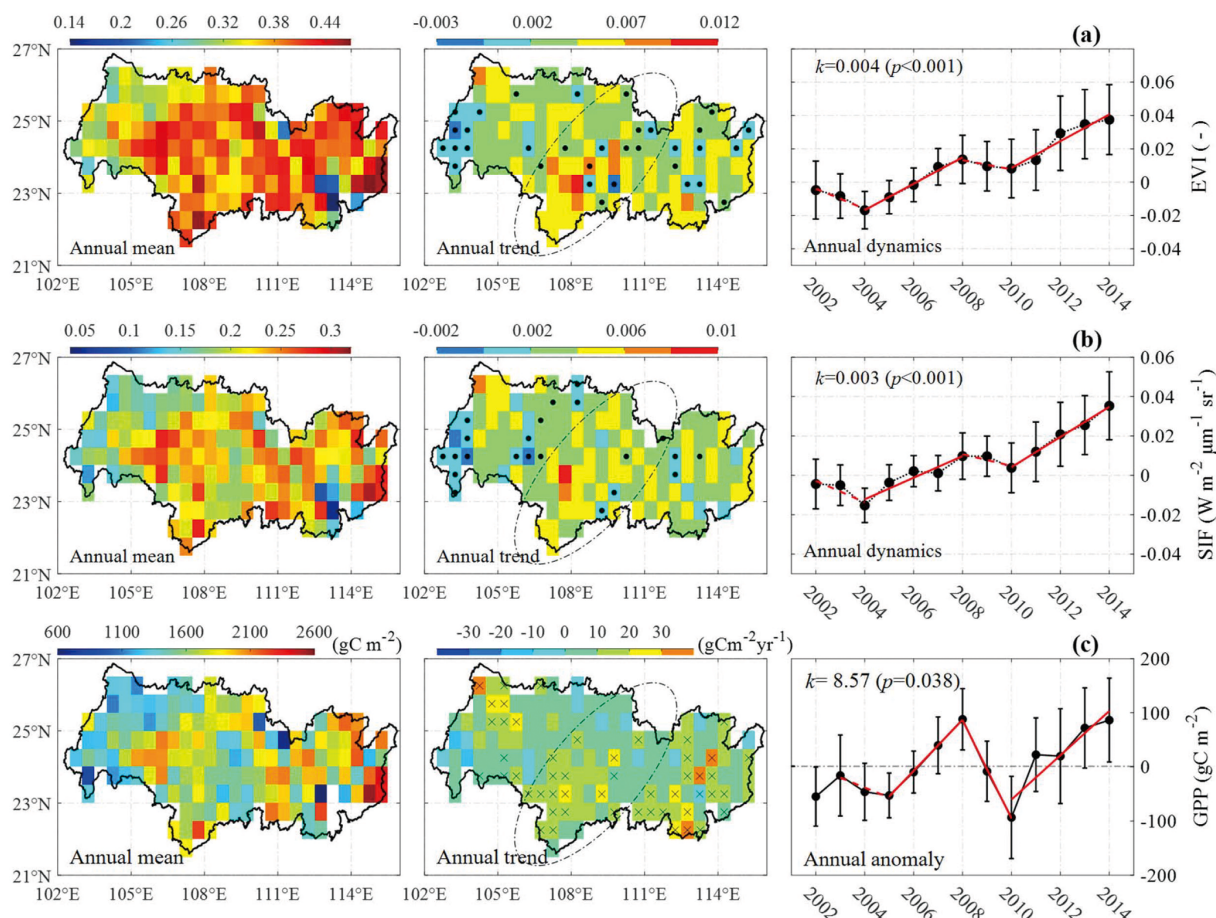 0.14 0.2 0.26 0.32 0.38 0.44
-0.003 0.002 0.007 0.012
(a)
27°N
25°N
23°N
21°N
Annual mean
102°E 105°E 108°E 111°E 114°E
Annual trend
102°E 105°E 108°E 111°E 114°E
k=0.004 (p<0.001)
Annual dynamics
0.06
0.04
0.02
0
-0.02
-0.04
EVI ( - )
2002 2004 2006 2008 2010 2012 2014
0.05 0.1 0.15 0.2 0.25 0.3
-0.002 0.002 0.006 0.01
(b)
27°N
25°N
23°N
21°N
Annual mean
102°E 105°E 108°E 111°E 114°E
Annual trend
102°E 105°E 108°E 111°E 114°E
k=0.003 (p<0.001)
Annual dynamics
0.06
0.04
0.02
0
-0.02
-0.04
SIF (W m⁻² μm⁻¹ sr⁻¹)
2002 2004 2006 2008 2010 2012 2014
600 1100 1600 2100 2600
(gC m⁻²)
-30 -20 -10 0 10 20 30
(gCm⁻²yr⁻¹)
(c)
27°N
25°N
23°N
21°N
Annual mean
102°E 105°E 108°E 111°E 114°E
Annual trend
102°E 105°E 108°E 111°E 114°E
k= 8.57 (p=0.038)
Annual anomaly
200
100
0
-100
-200
GPP (gC m⁻²)
2002 2004 2006 2008 2010 2012 2014